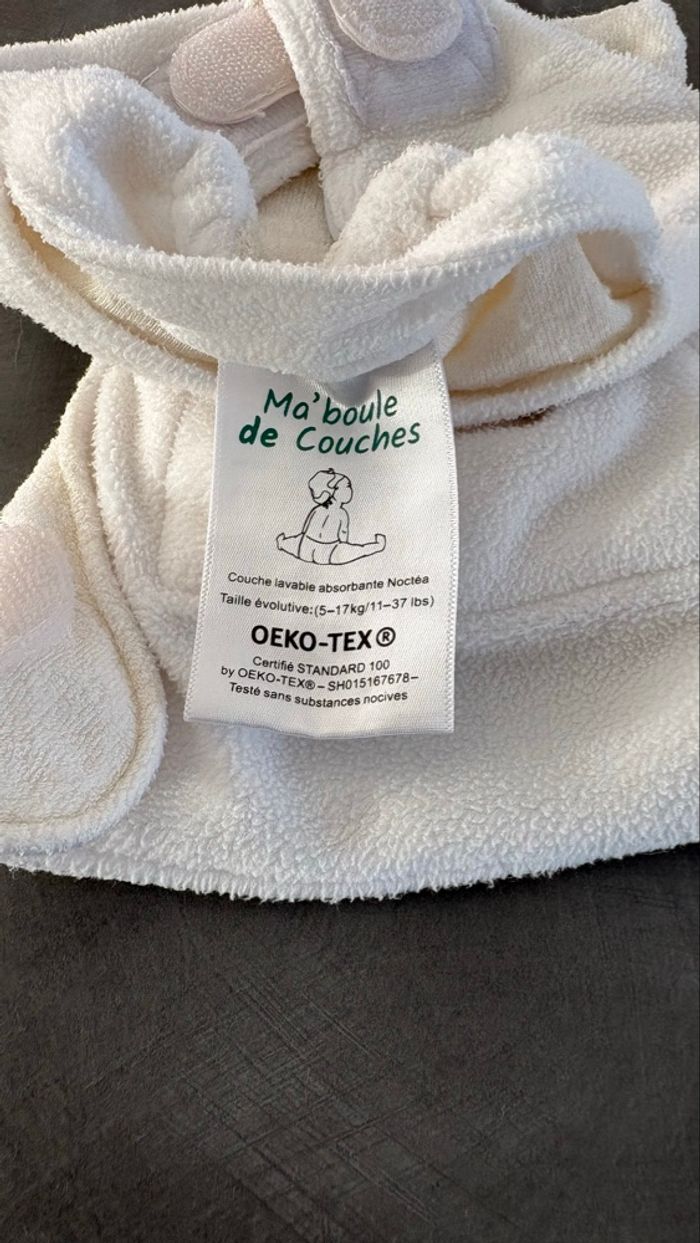 Ma'boule
de Couches
Couche lavable absorbante Noctéa
Taille évolutive:(5–17kg/11–37 lbs)
OEKO-TEX®
Certifié STANDARD 100
by OEKO-TEX® – SH015167678–
Testé sans substances nocives